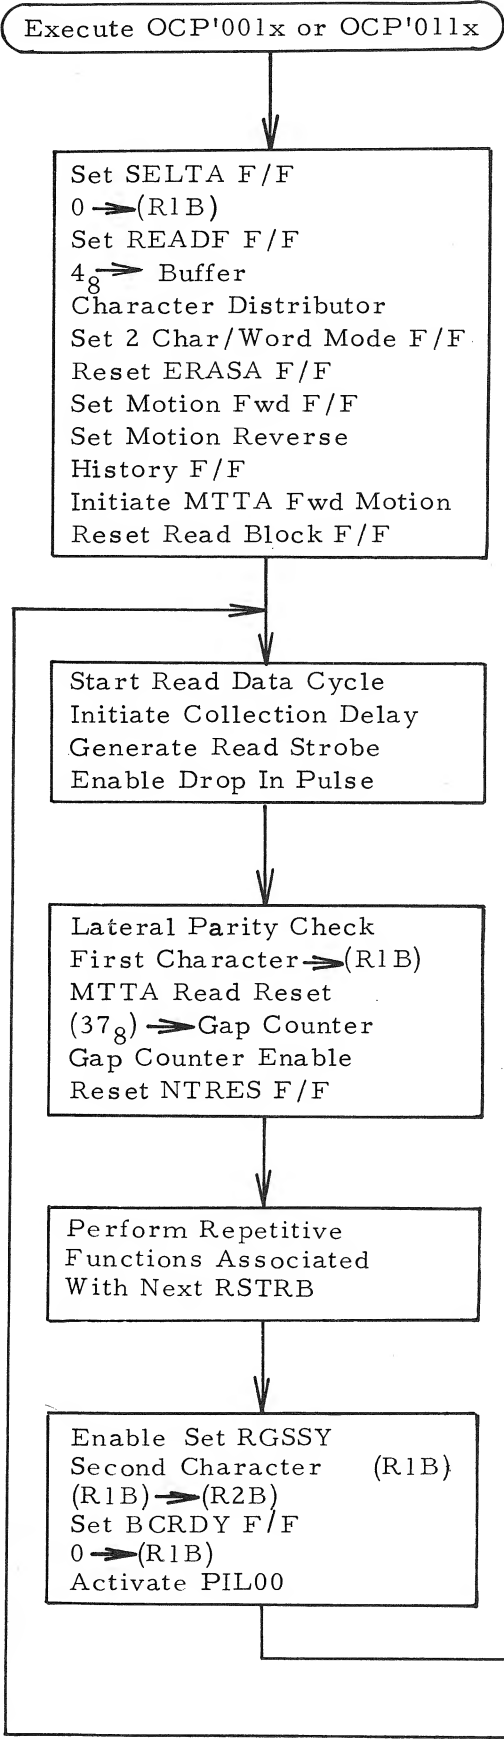 Execute OCP'001x or OCP'011x
Set SELTA F/F
0 → (R1B)
Set READF F/F
4₈ → Buffer
Character Distributor
Set 2 Char/Word Mode F/F
Reset ERASA F/F
Set Motion Fwd F/F
Set Motion Reverse
History F/F
Initiate MTTA Fwd Motion
Reset Read Block F/F
Start Read Data Cycle
Initiate Collection Delay
Generate Read Strobe
Enable Drop In Pulse
Lateral Parity Check
First Character → (R1B)
MTTA Read Reset
(37₈) → Gap Counter
Gap Counter Enable
Reset NTRES F/F
Perform Repetitive
Functions Associated
With Next RSTRB
Enable Set RGSSY
Second Character (R1B)
(R1B) → (R2B)
Set BCRDY F/F
0 → (R1B)
Activate PIL00